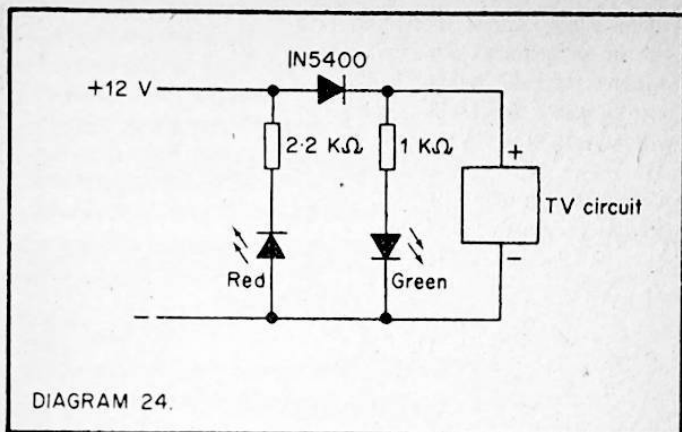 IN5400
+12 V
2·2 KΩ
1 KΩ
+
TV circuit
−
Red
Green
—
DIAGRAM 24.